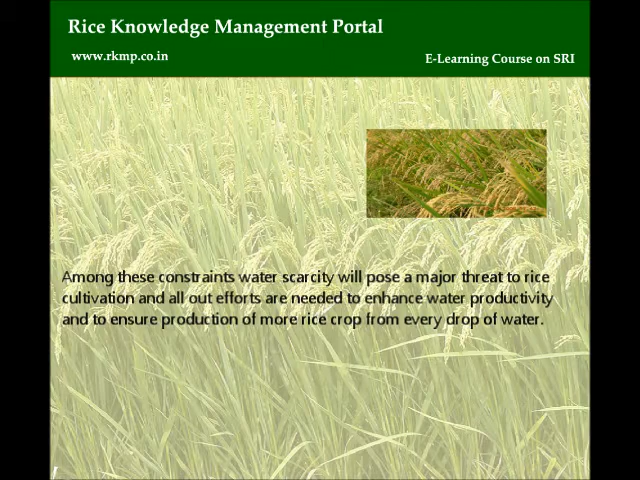 Rice Knowledge Management Portal
www.rkmp.co.in
E-Learning Course on SRI
Among these constraints water scarcity will pose a major threat to rice
cultivation and all out efforts are needed to enhance water productivity
and to ensure production of more rice crop from every drop of water.